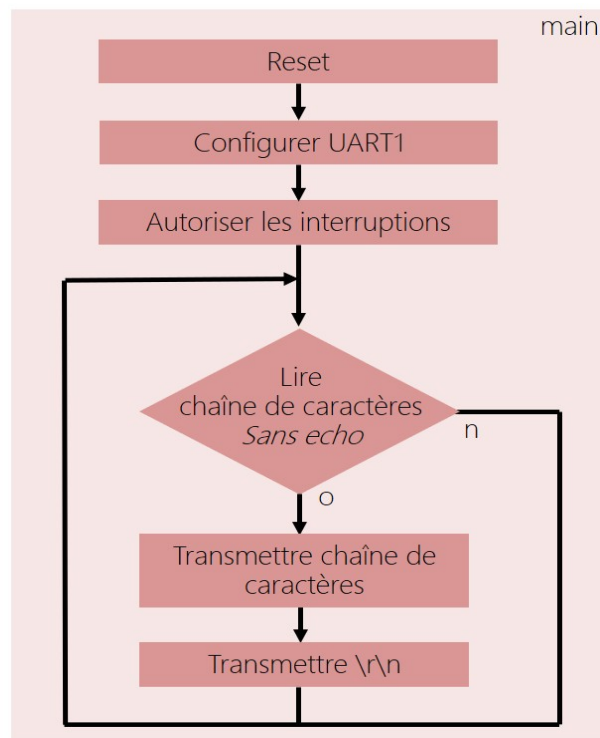 main
Reset
Configurer UART1
Autoriser les interruptions
Lire
chaîne de caractères
Sans echo
n
o
Transmettre chaîne de
caractères
Transmettre \r\n